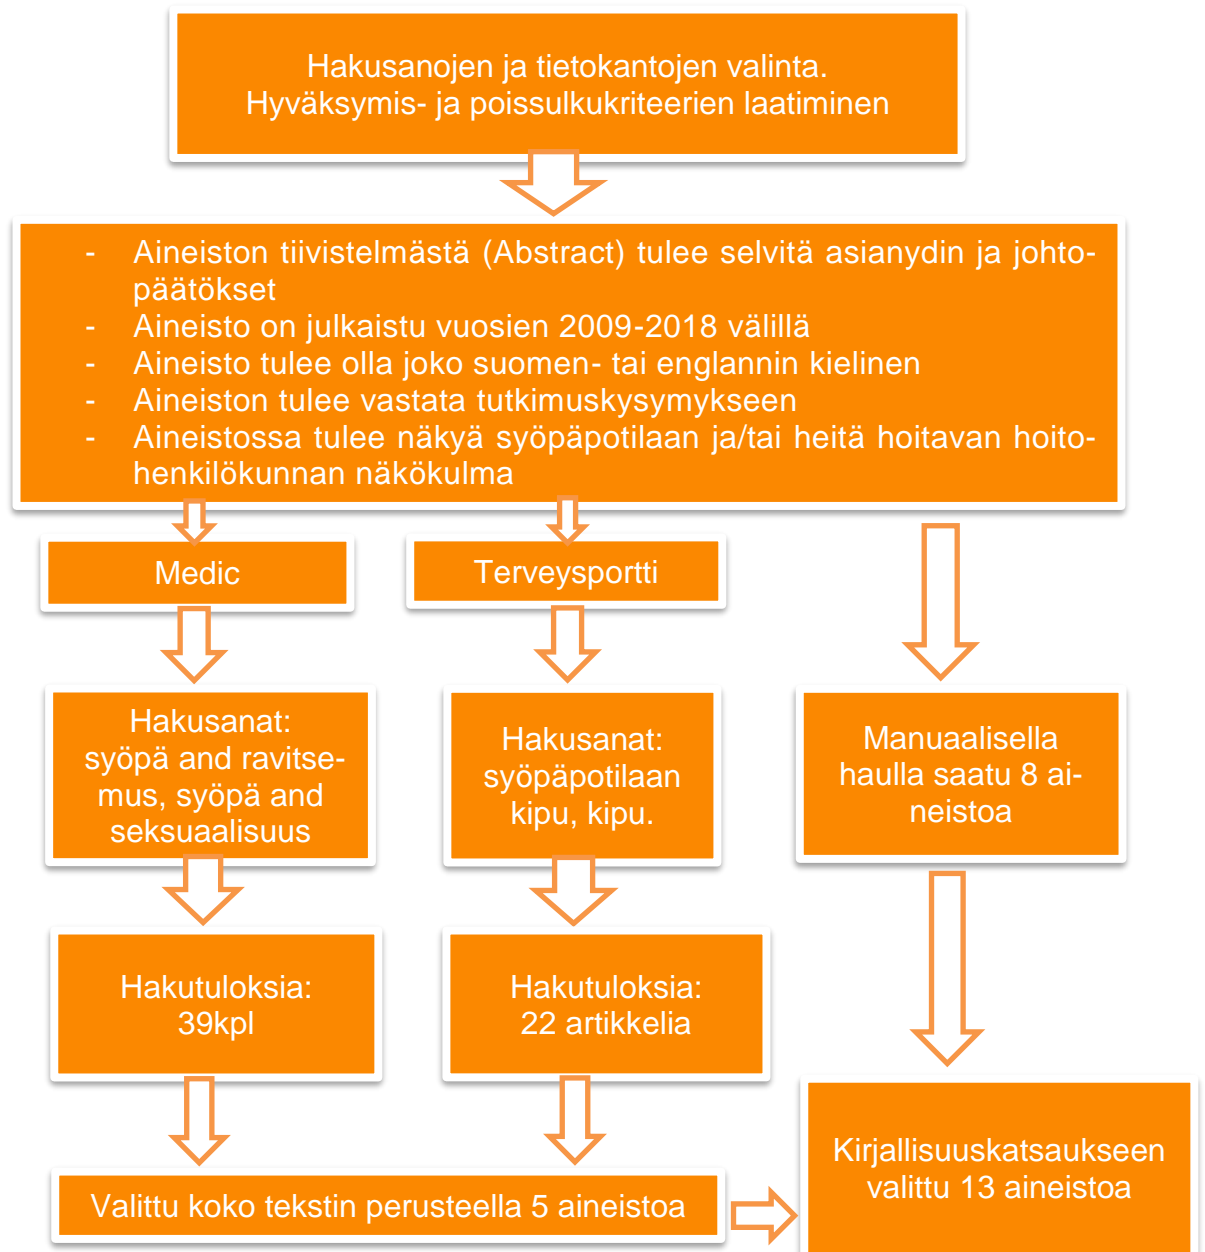 Hakusanojen ja tietokantojen valinta.
Hyväksymis- ja poissulkukriteerien laatiminen
- Aineiston tiivistelmästä (Abstract) tulee selvitä asianydin ja johto-
päätökset
- Aineisto on julkaistu vuosien 2009-2018 välillä
- Aineisto tulee olla joko suomen- tai englannin kielinen
- Aineiston tulee vastata tutkimuskysymykseen
- Aineistossa tulee näkyä syöpäpotilaan ja/tai heitä hoitavan hoito-
henkilökunnan näkökulma
Medic
Terveysportti
Hakusanat:
syöpä and ravitse-
mus, syöpä and
seksuaalisuus
Hakusanat:
syöpäpotilaan
kipu, kipu.
Manuaalisella
haulla saatu 8 ai-
neistoa
Hakutuloksia:
39kpl
Hakutuloksia:
22 artikkelia
Valittu koko tekstin perusteella 5 aineistoa
Kirjallisuuskatsaukseen
valittu 13 aineistoa